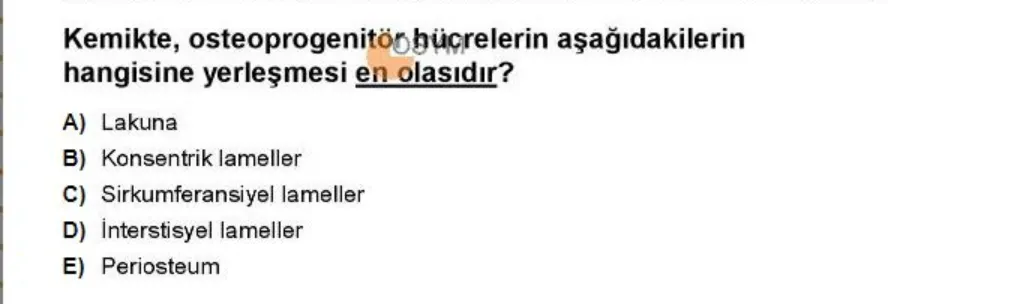 Kemikte, osteoprogenitör hücrelerin aşağıdakilerin
hangisine yerleşmesi en olasıdır?
A) Lakuna
B) Konsentrik lameller
C) Sirkumferansiyel lameller
D) İnterstisyel lameller
E) Periosteum